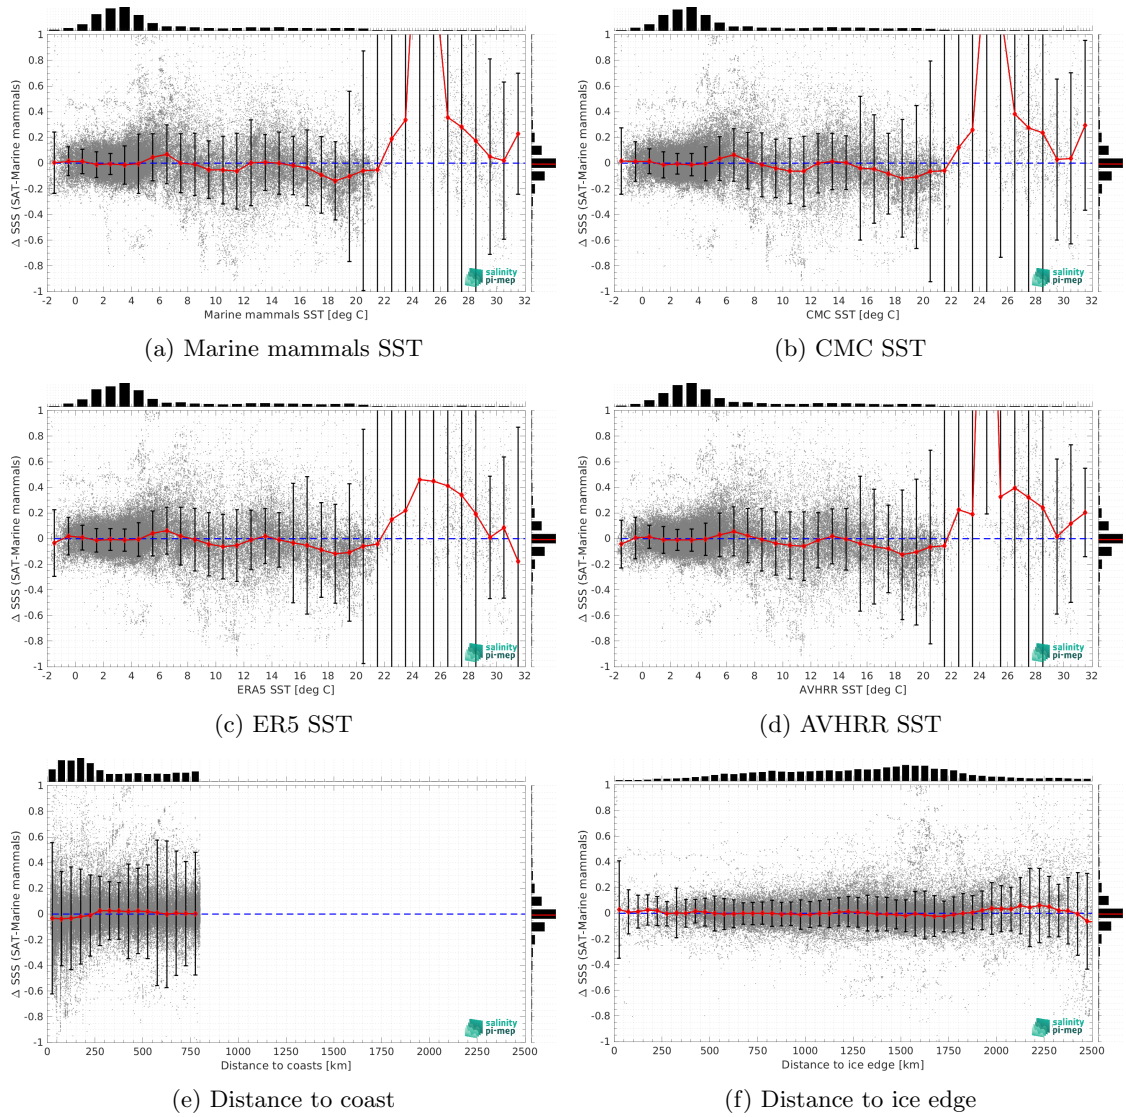 1
0.8
0.6
0.4
0.2
0
-0.2
-0.4
-0.6
-0.8
-1
Δ SSS (SAT-Marine mammals)
-2 0 2 4 6 8 10 12 14 16 18 20 22 24 26 28 30 32
Marine mammals SST [deg C]
salinity
pi-mep
(a) Marine mammals SST
1
0.8
0.6
0.4
0.2
0
-0.2
-0.4
-0.6
-0.8
-1
Δ SSS (SAT-Marine mammals)
-2 0 2 4 6 8 10 12 14 16 18 20 22 24 26 28 30 32
CMC SST [deg C]
salinity
pi-mep
(b) CMC SST
1
0.8
0.6
0.4
0.2
0
-0.2
-0.4
-0.6
-0.8
-1
Δ SSS (SAT-Marine mammals)
-2 0 2 4 6 8 10 12 14 16 18 20 22 24 26 28 30 32
ERA5 SST [deg C]
salinity
pi-mep
(c) ER5 SST
1
0.8
0.6
0.4
0.2
0
-0.2
-0.4
-0.6
-0.8
-1
Δ SSS (SAT-Marine mammals)
-2 0 2 4 6 8 10 12 14 16 18 20 22 24 26 28 30 32
AVHRR SST [deg C]
salinity
pi-mep
(d) AVHRR SST
1
0.8
0.6
0.4
0.2
0
-0.2
-0.4
-0.6
-0.8
-1
Δ SSS (SAT-Marine mammals)
0 250 500 750 1000 1250 1500 1750 2000 2250 2500
Distance to coasts [km]
salinity
pi-mep
(e) Distance to coast
1
0.8
0.6
0.4
0.2
0
-0.2
-0.4
-0.6
-0.8
-1
Δ SSS (SAT-Marine mammals)
0 250 500 750 1000 1250 1500 1750 2000 2250 2500
Distance to ice edge [km]
salinity
pi-mep
(f) Distance to ice edge